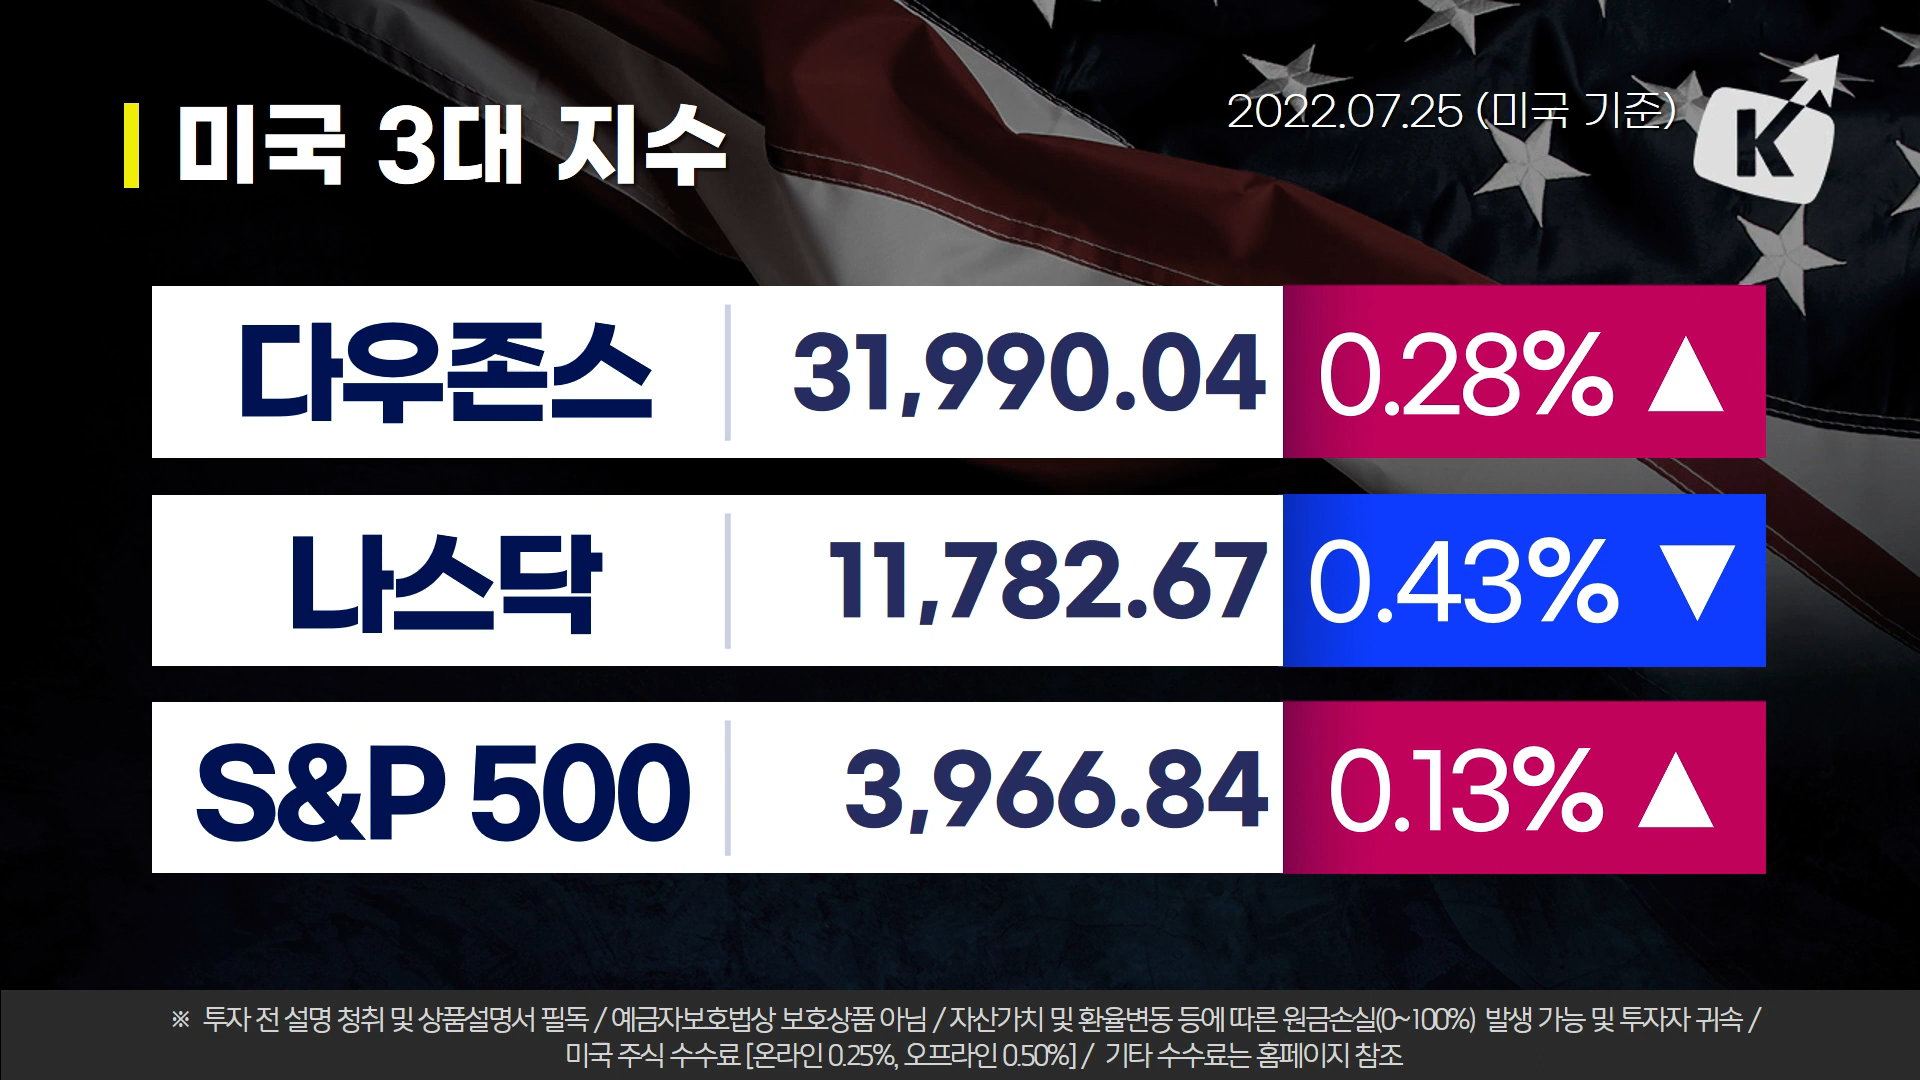 미국 3대 지수
2022.07.25 (미국 기준)
K
다우존스 31,990.04 0.28% ▲
나스닥 11,782.67 0.43% ▼
S&P 500 3,966.84 0.13% ▲
※ 투자 전 설명 청취 및 상품설명서 필독 / 예금자보호법상 보호상품 아님 / 자산가치 및 환율변동 등에 따른 원금손실(0~100%) 발생 가능 및 투자자 귀속 /
미국 주식 수수료 [온라인 0.25%, 오프라인 0.50%] / 기타 수수료는 홈페이지 참조